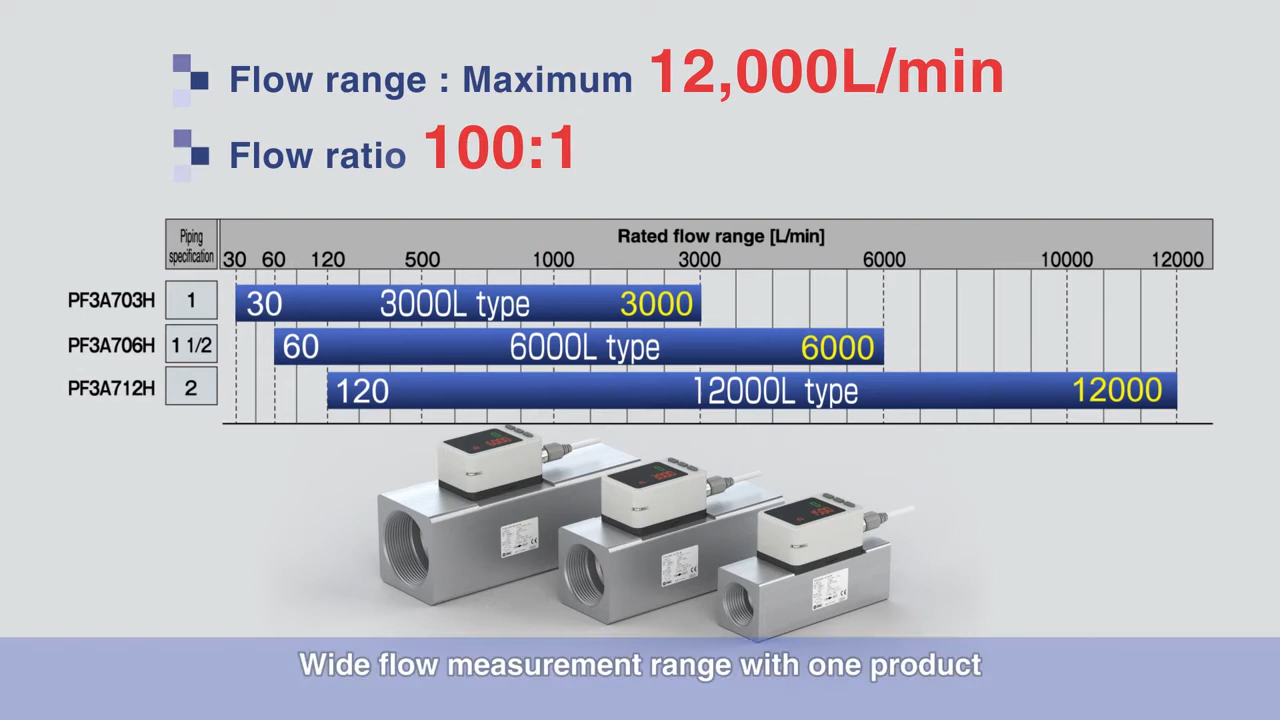 Flow range : Maximum 12,000L/min
Flow ratio 100:1
Piping specification
Rated flow range [L/min]
30 60 120 500 1000 3000 6000 10000 12000
PF3A703H 1 30 3000L type 3000
PF3A706H 1 1/2 60 6000L type 6000
PF3A712H 2 120 12000L type 12000
Wide flow measurement range with one product